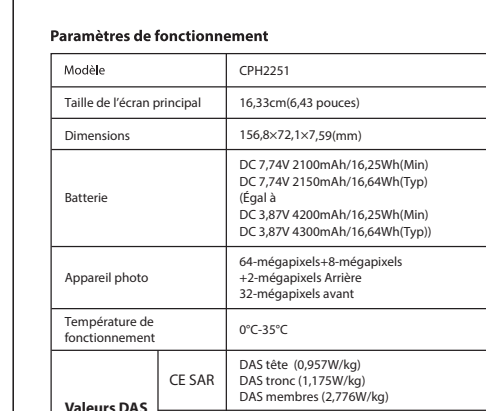 Paramètres de fonctionnement
Modèle
CPH2251
Taille de l'écran principal
16,33cm(6,43 pouces)
Dimensions
156,8×72,1×7,59(mm)
Batterie
DC 7,74V 2100mAh/16,25Wh(Min)
DC 7,74V 2150mAh/16,64Wh(Typ)
(Égal à
DC 3,87V 4200mAh/16,25Wh(Min)
DC 3,87V 4300mAh/16,64Wh(Typ))
Appareil photo
64-mégapixels+8-mégapixels
+2-mégapixels Arrière
32-mégapixels avant
Température de
fonctionnement
0°C-35°C
Valeurs DAS
CE SAR
DAS tête (0,957W/kg)
DAS tronc (1,175W/kg)
DAS membres (2,776W/kg)